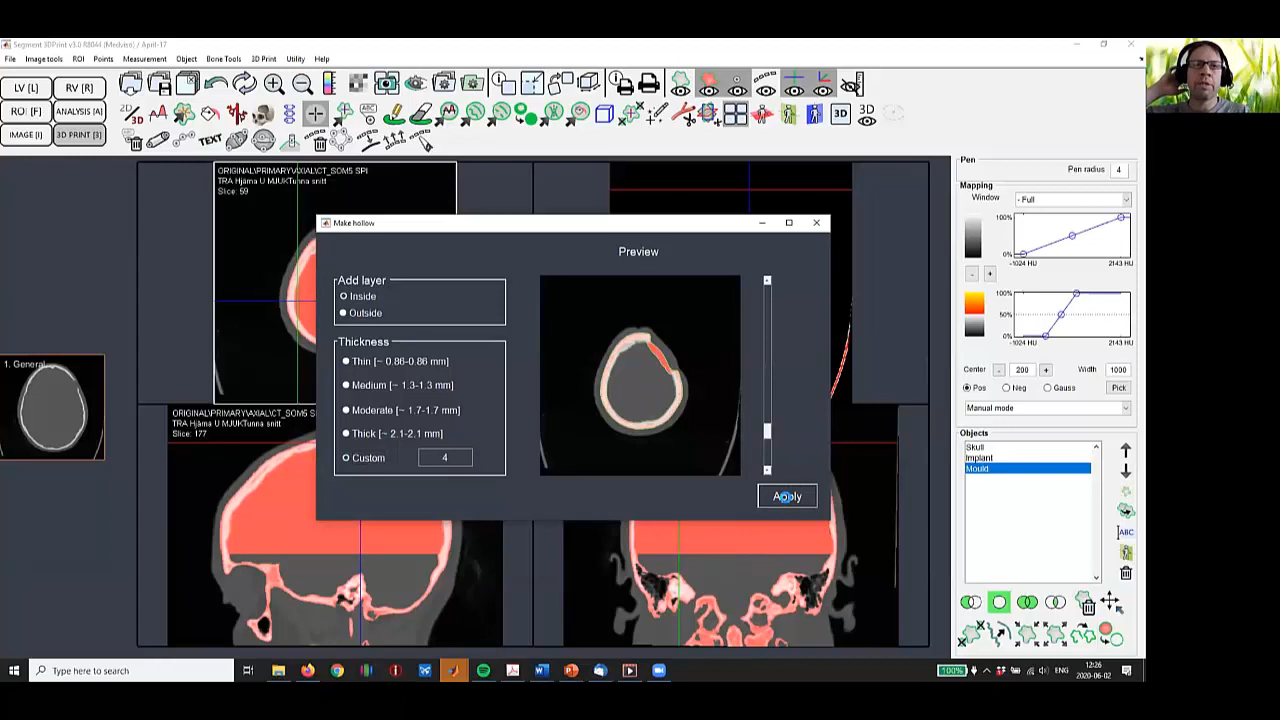 Segment 3DPrint v3.0 R8044 (Medviso) / April-17
File Image tools ROI Points Measurement Object Bone Tools 3D Print Utility Help
LV [L] RV [F]
ROI [F] ANALYSIS [A]
IMAGE [I] 3D PRINT [3]
TEXT
3D
3D
1. General
ORIGINAL\PRIMARY\AXIAL\CT_SOM5 SPI
TRA Hjärna U MJUKTunna snitt
Slice: 59
ORIGINAL\PRIMARY\AXIAL\CT_SOM5 S
TRA Hjärna U MJUKTunna snitt
Slice: 177
Make hollow
Preview
Add layer
Inside
Outside
Thickness
Thin [~ 0.86-0.86 mm]
Medium [~ 1.3-1.3 mm]
Moderate [~ 1.7-1.7 mm]
Thick [~ 2.1-2.1 mm]
Custom 4
Apply
Pen
Pen radius 4
Mapping
Window - Full
100%
0%
-1024 HU 2143 HU
- +
100%
50%
0%
-1024 HU 2143 HU
Center - 200 + Width 1000
Pos Neg Gauss Pick
Manual mode
Objects
Skull
Implant
Mould
ABC
Type here to search
100% ENG
12:26
2020-06-02